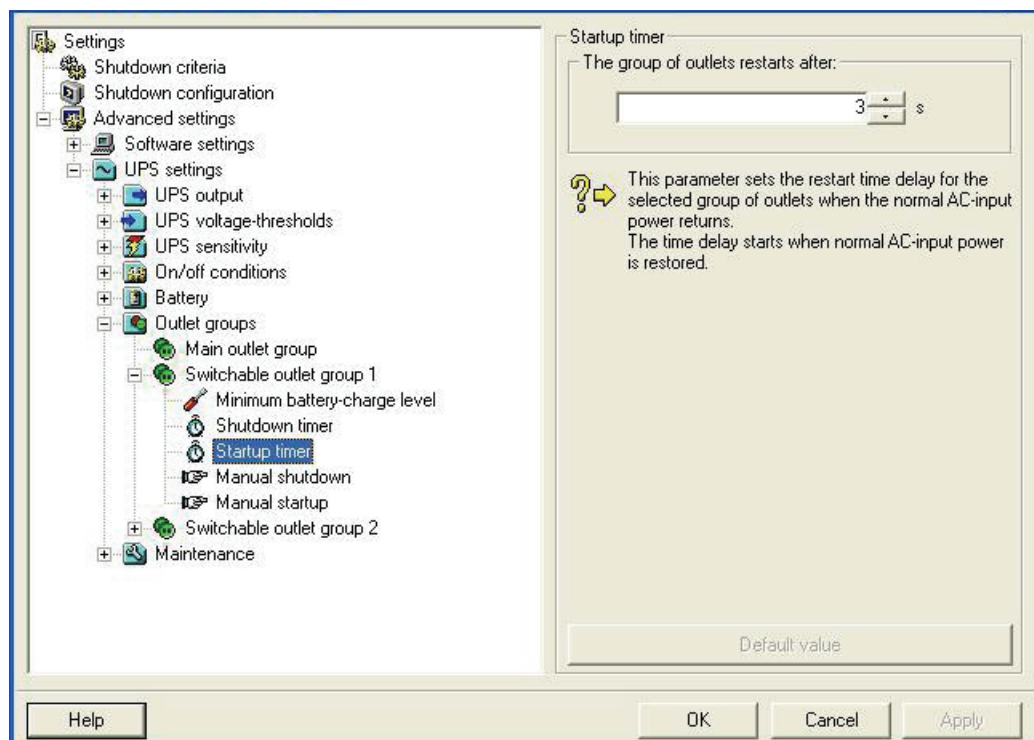 Settings
Shutdown criteria
Shutdown configuration
Advanced settings
Software settings
UPS settings
UPS output
UPS voltage-thresholds
UPS sensitivity
On/off conditions
Battery
Outlet groups
Main outlet group
Switchable outlet group 1
Minimum battery-charge level
Shutdown timer
Startup timer
Manual shutdown
Manual startup
Switchable outlet group 2
Maintenance
Startup timer
The group of outlets restarts after:
3 s
This parameter sets the restart time delay for the
selected group of outlets when the normal AC-input
power returns.
The time delay starts when normal AC-input power
is restored.
Default value
Help
OK
Cancel
Apply